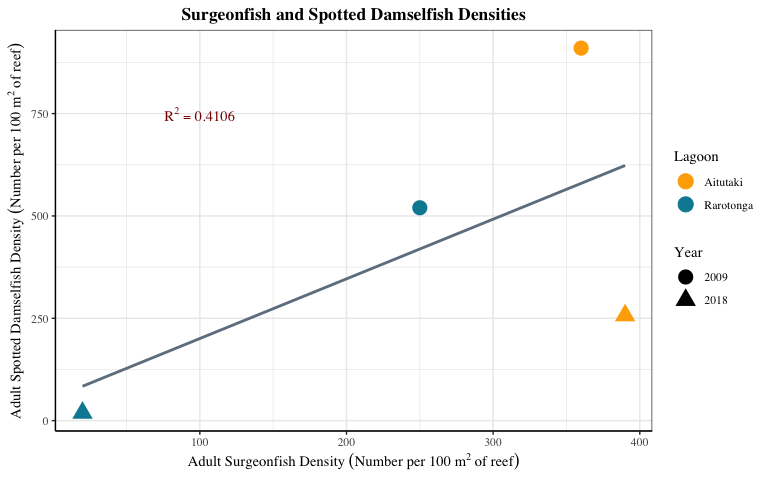 Surgeonfish and Spotted Damselfish Densities
Adult Spotted Damselfish Density (Number per 100 m² of reef)
750
500
250
0
R² = 0.4106
100
200
300
400
Adult Surgeonfish Density (Number per 100 m² of reef)
Lagoon
Aitutaki
Rarotonga
Year
2009
2018